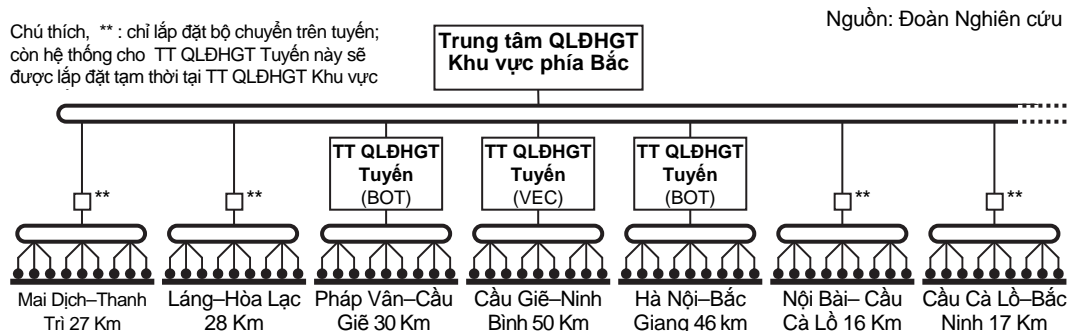 Nguồn: Đoàn Nghiên cứu
Chú thích, ** : chỉ lắp đặt bộ chuyển trên tuyến;
còn hệ thống cho TT QLĐHGT Tuyến này sẽ
được lắp đặt tạm thời tại TT QLĐHGT Khu vực
Trung tâm QLĐHGT
Khu vực phía Bắc
**
**
TT QLĐHGT
Tuyến
(BOT)
TT QLĐHGT
Tuyến
(VEC)
TT QLĐHGT
Tuyến
(BOT)
**
**
Mai Dịch–Thanh
Trì 27 Km
Láng–Hòa Lạc
28 Km
Pháp Vân–Cầu
Giẽ 30 Km
Cầu Giẽ–Ninh
Bình 50 Km
Hà Nội–Bắc
Giang 46 km
Nội Bài– Cầu
Cà Lồ 16 Km
Cầu Cà Lồ–Bắc
Ninh 17 Km